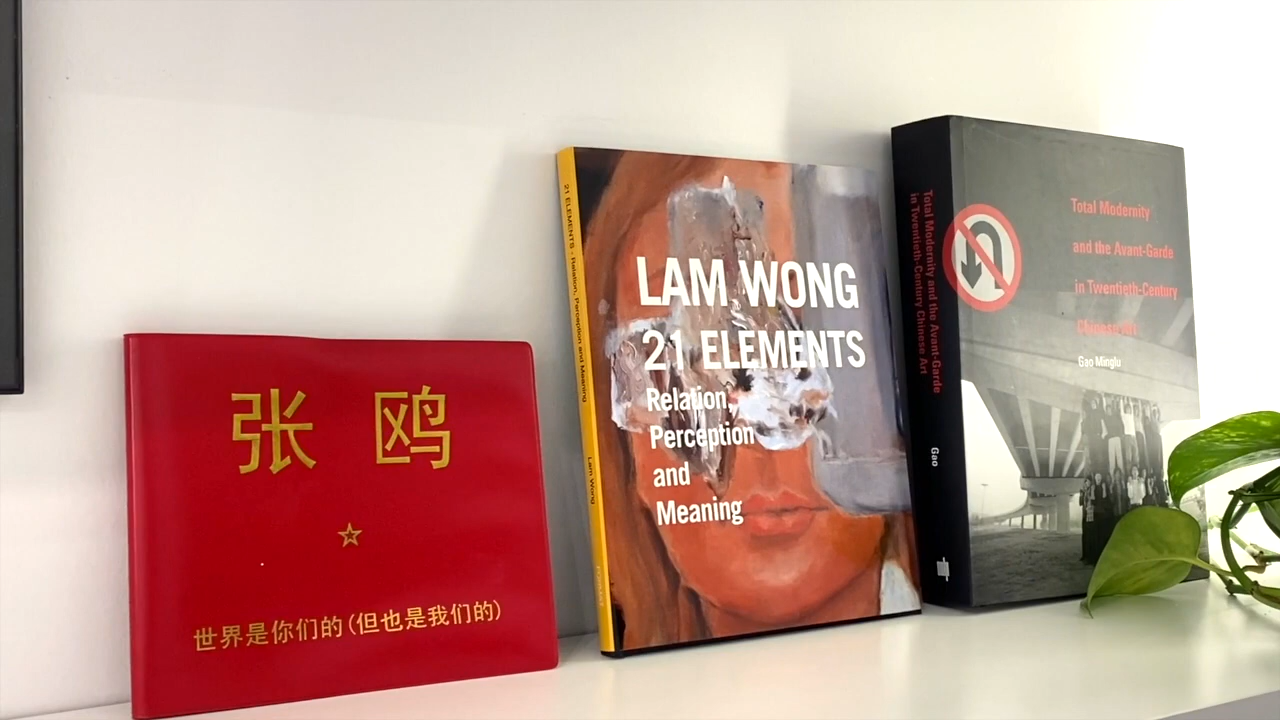 张 鸥
世界是你们的(但也是我们的)
21 ELEMENTS - Relation, Perception and Meaning
Lam Wong
LAM WONG
21 ELEMENTS
Relation,
Perception
and
Meaning
Total Modernity and the Avant-Garde
in Twentieth-Century Chinese Art
Gao
Total Modernity
and the Avant-Garde
in Twentieth-Century
Chinese Art
Gao Minglu